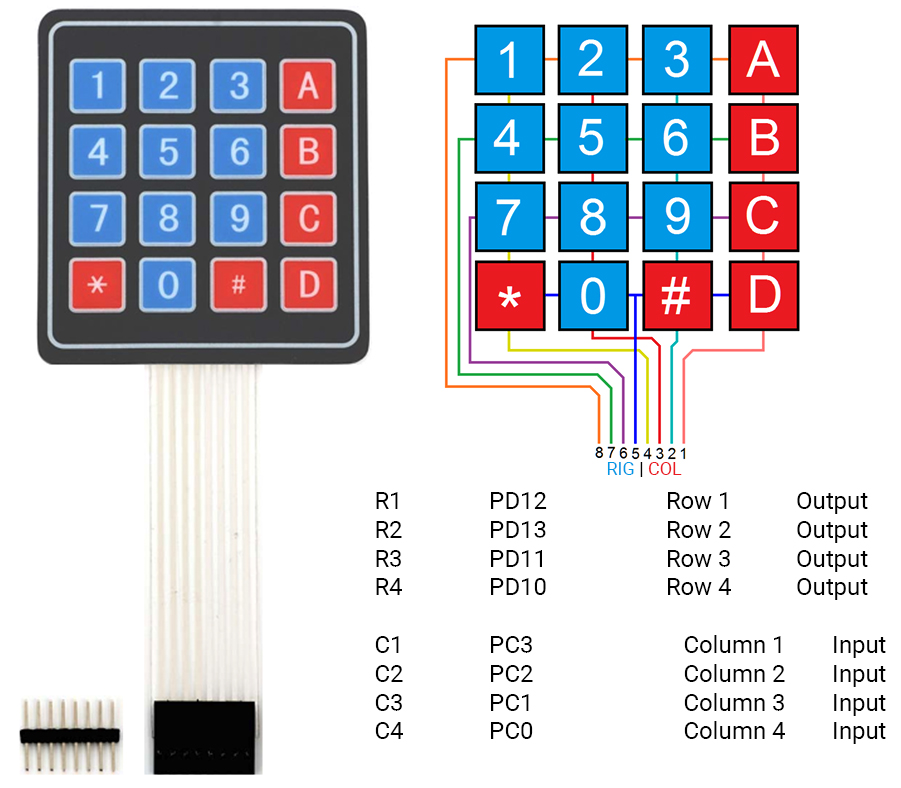 1 2 3 A
4 5 6 B
7 8 9 C
* 0 # D
1 2 3 A
4 5 6 B
7 8 9 C
* 0 # D
8 7 6 5 4 3 2 1
RIG | COL
R1 PD12 Row 1 Output
R2 PD13 Row 2 Output
R3 PD11 Row 3 Output
R4 PD10 Row 4 Output
C1 PC3 Column 1 Input
C2 PC2 Column 2 Input
C3 PC1 Column 3 Input
C4 PC0 Column 4 Input